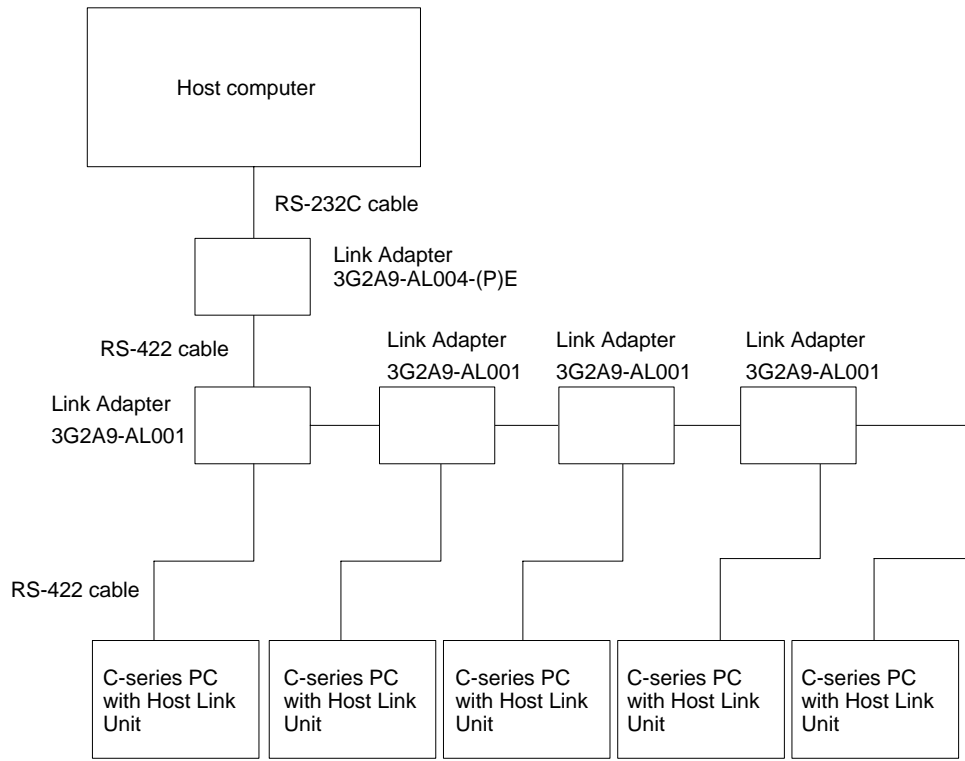 Host computer
RS-232C cable
Link Adapter
3G2A9-AL004-(P)E
RS-422 cable
Link Adapter
3G2A9-AL001
Link Adapter
3G2A9-AL001
Link Adapter
3G2A9-AL001
Link Adapter
3G2A9-AL001
RS-422 cable
C-series PC
with Host Link
Unit
C-series PC
with Host Link
Unit
C-series PC
with Host Link
Unit
C-series PC
with Host Link
Unit
C-series PC
with Host Link
Unit